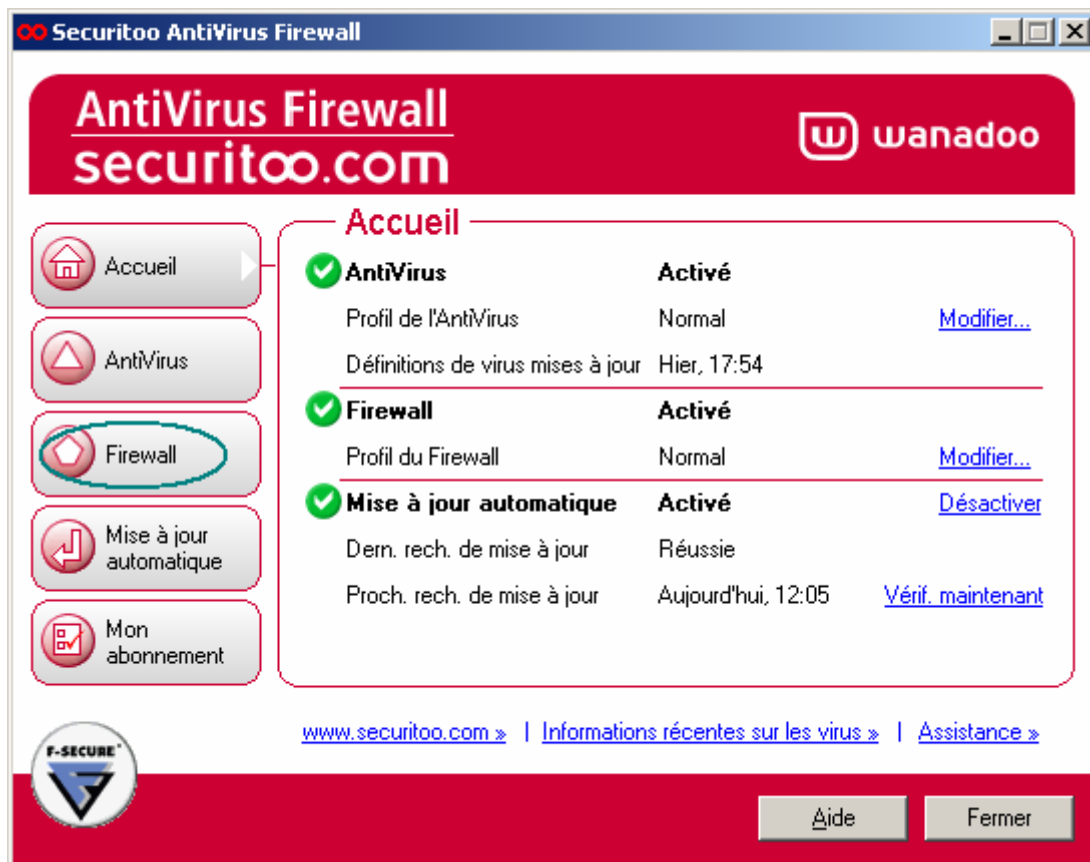 Securitoo AntiVirus Firewall
AntiVirus Firewall
securitoo.com
wanadoo
Accueil
AntiVirus
Firewall
Mise à jour
automatique
Mon
abonnement
Accueil
AntiVirus Activé
Profil de l'AntiVirus Normal Modifier...
Définitions de virus mises à jour Hier, 17:54
Firewall Activé
Profil du Firewall Normal Modifier...
Mise à jour automatique Activé Désactiver
Dern. rech. de mise à jour Réussie
Proch. rech. de mise à jour Aujourd'hui, 12:05 Vérif. maintenant
www.securitoo.com » | Informations récentes sur les virus » | Assistance »
F-SECURE
Aide Fermer